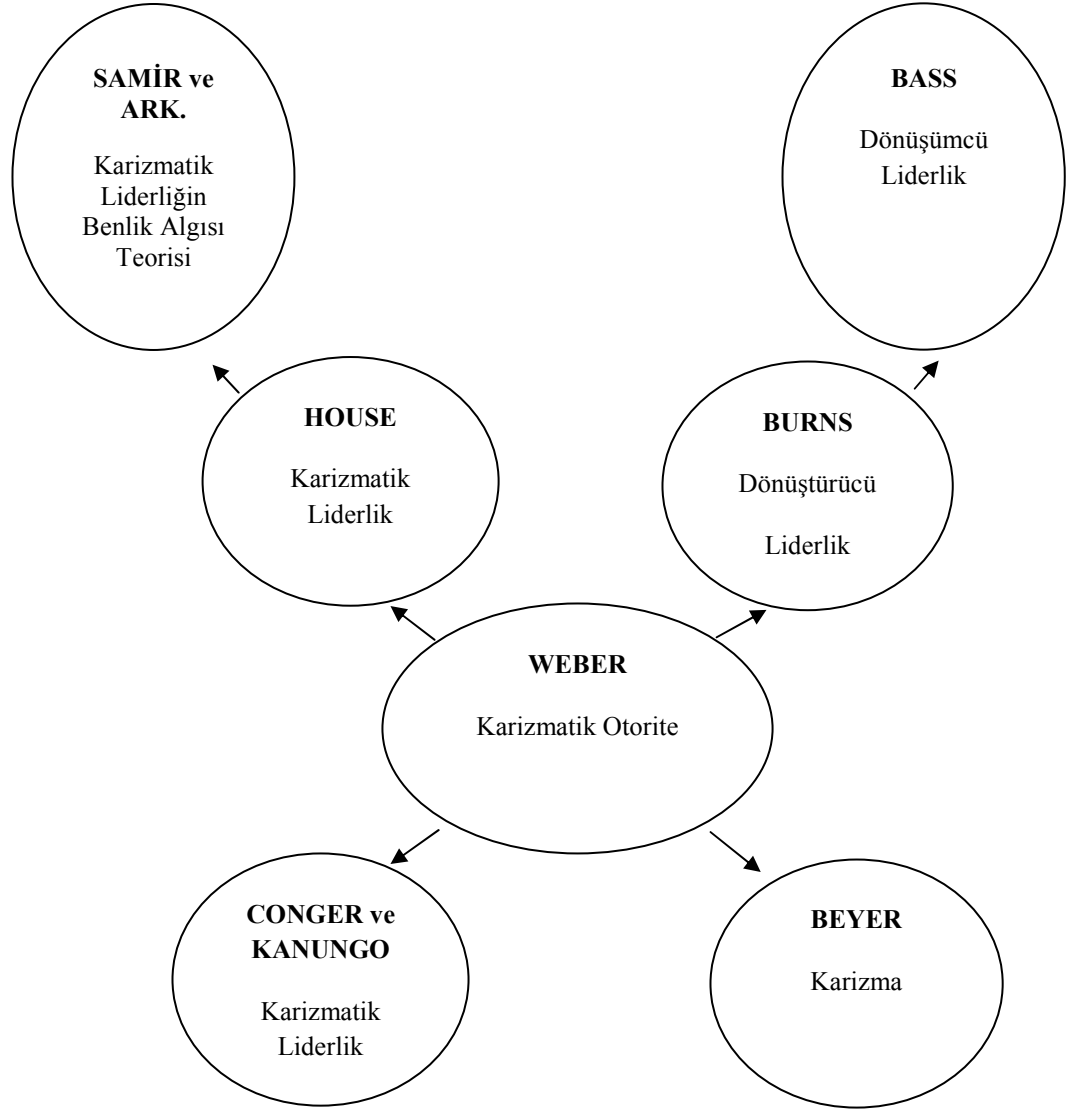 SAMİR ve
ARK.
Karizmatik
Liderliğin
Benlik Algısı
Teorisi
BASS
Dönüşümcü
Liderlik
HOUSE
Karizmatik
Liderlik
BURNS
Dönüştürücü
Liderlik
WEBER
Karizmatik Otorite
CONGER ve
KANUNGO
Karizmatik
Liderlik
BEYER
Karizma